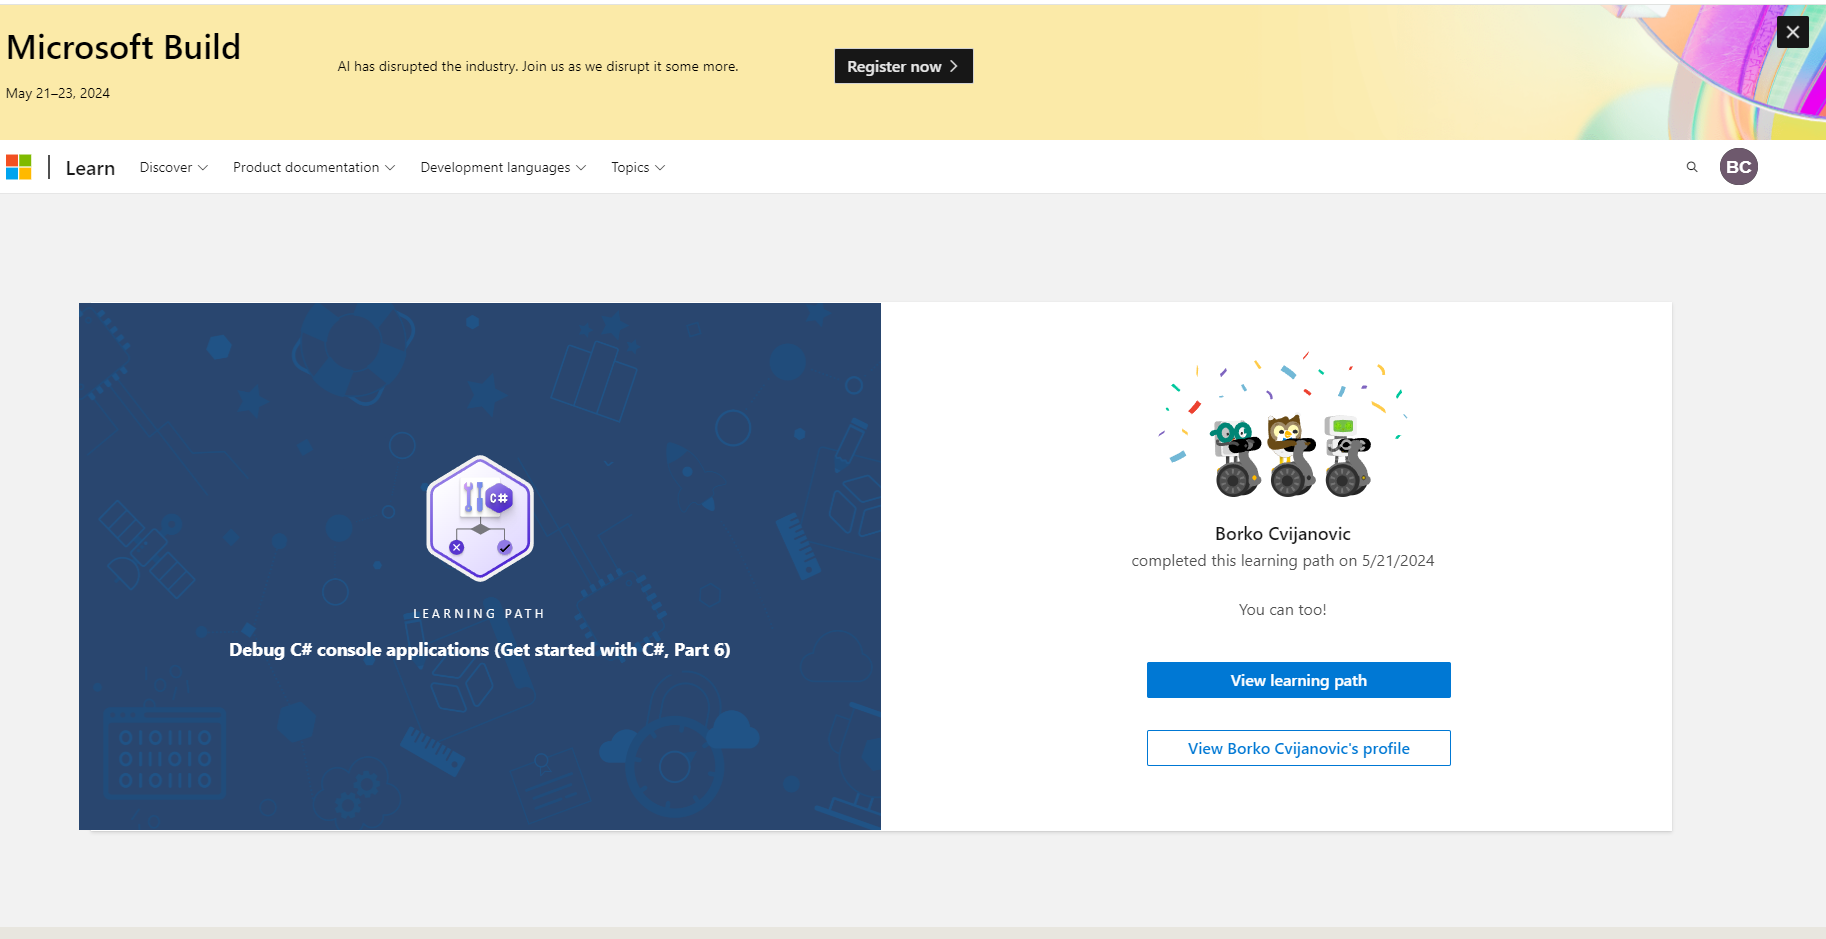 Microsoft Build
May 21–23, 2024
AI has disrupted the industry. Join us as we disrupt it some more.
Register now
Learn
Discover
Product documentation
Development languages
Topics
BC
C#
LEARNING PATH
Debug C# console applications (Get started with C#, Part 6)
0101110
0111010
0101110
Borko Cvijanovic
completed this learning path on 5/21/2024
You can too!
View learning path
View Borko Cvijanovic's profile